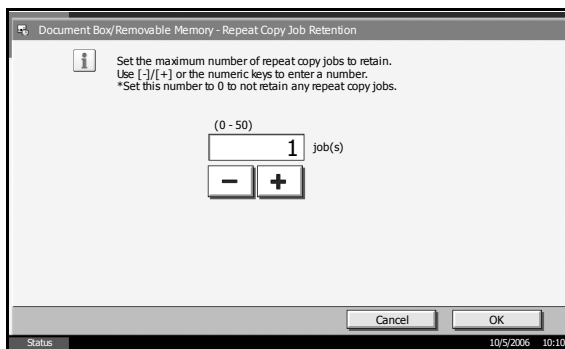 Document Box/Removable Memory - Repeat Copy Job Retention
Set the maximum number of repeat copy jobs to retain.
Use [-]/[+] or the numeric keys to enter a number.
*Set this number to 0 to not retain any repeat copy jobs.
(0 - 50)
1 job(s)
− +
Cancel OK
Status 10/5/2006 10:10